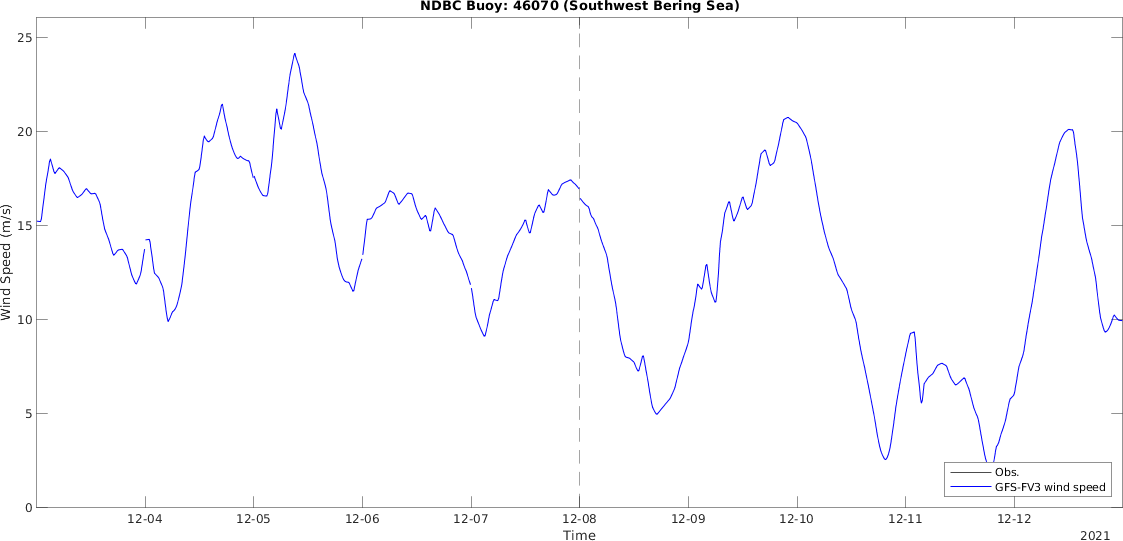 NDBC Buoy: 46070 (Southwest Bering Sea)
25
20
15
10
5
0
Wind Speed (m/s)
12-04 12-05 12-06 12-07 12-08 12-09 12-10 12-11 12-12
Time
2021
Obs.
GFS-FV3 wind speed